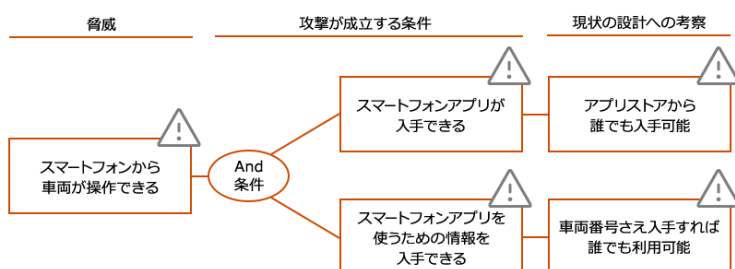 脅威
攻撃が成立する条件
現状の設計への考察
スマートフォンアプリが
入手できる
アプリストアから
誰でも入手可能
スマートフォンから
車両が操作できる
And
条件
スマートフォンアプリを
使うための情報を
入手できる
車両番号さえ入手すれば
誰でも利用可能